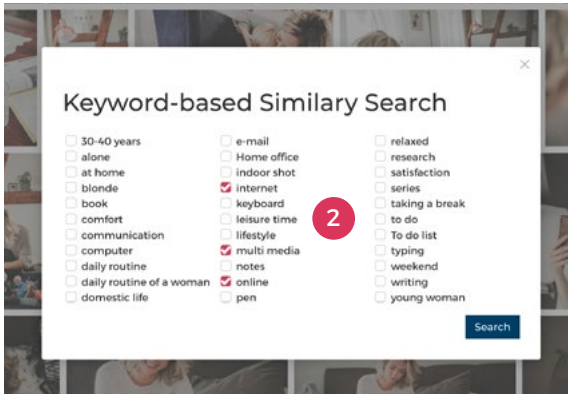 Keyword-based Similary Search
30-40 years
alone
at home
blonde
book
comfort
communication
computer
daily routine
daily routine of a woman
domestic life
e-mail
Home office
indoor shot
internet
keyboard
leisure time
lifestyle
multi media
notes
online
pen
2
relaxed
research
satisfaction
series
taking a break
to do
To do list
typing
weekend
writing
young woman
Search